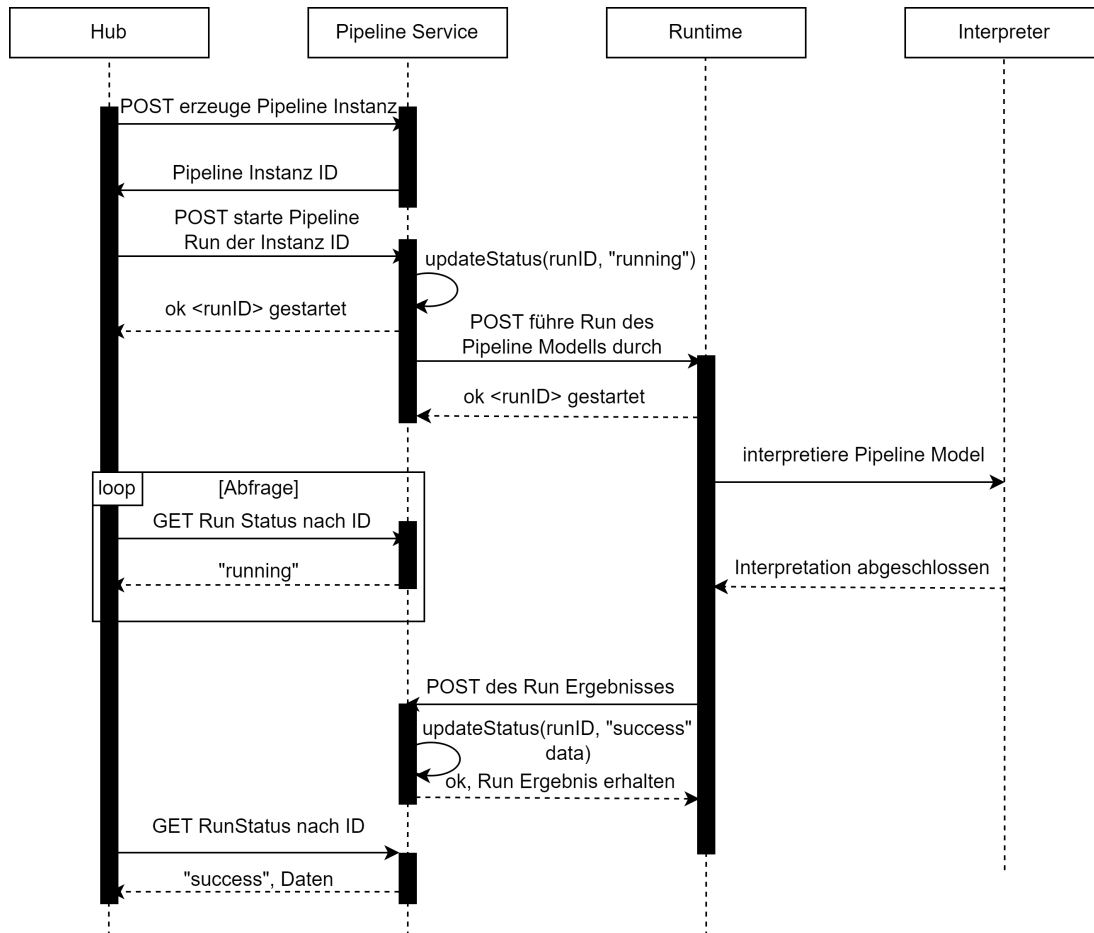 Hub
Pipeline Service
Runtime
Interpreter
POST erzeuge Pipeline Instanz
Pipeline Instanz ID
POST starte Pipeline
Run der Instanz ID
updateStatus(runID, "running")
ok <runID> gestartet
POST führe Run des
Pipeline Modells durch
ok <runID> gestartet
interpretiere Pipeline Model
loop
[Abfrage]
GET Run Status nach ID
"running"
Interpretation abgeschlossen
POST des Run Ergebnisses
updateStatus(runID, "success"
data)
ok, Run Ergebnis erhalten
GET RunStatus nach ID
"success", Daten